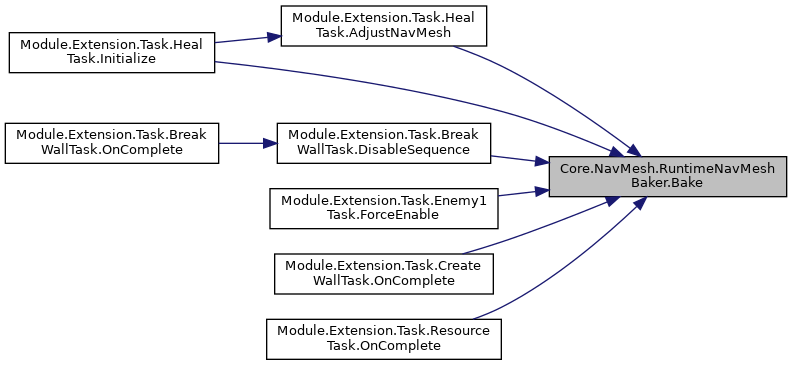 Module.Extension.Task.Heal
Task.AdjustNavMesh
Module.Extension.Task.Heal
Task.Initialize
Module.Extension.Task.Break
WallTask.OnComplete
Module.Extension.Task.Break
WallTask.DisableSequence
Core.NavMesh.RuntimeNavMesh
Baker.Bake
Module.Extension.Task.Enemy1
Task.ForceEnable
Module.Extension.Task.Create
WallTask.OnComplete
Module.Extension.Task.Resource
Task.OnComplete